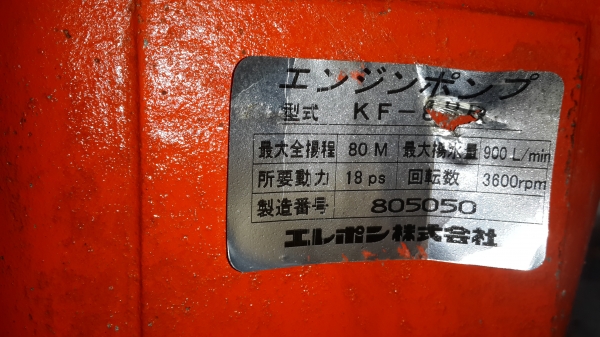 エンジンポンプ
型式 KF-
最大全揚程 80 M 最大揚水量 900 L/min
所要動力 18 ps 回転数 3600rpm
製造番号 805050
エレポン株式会社